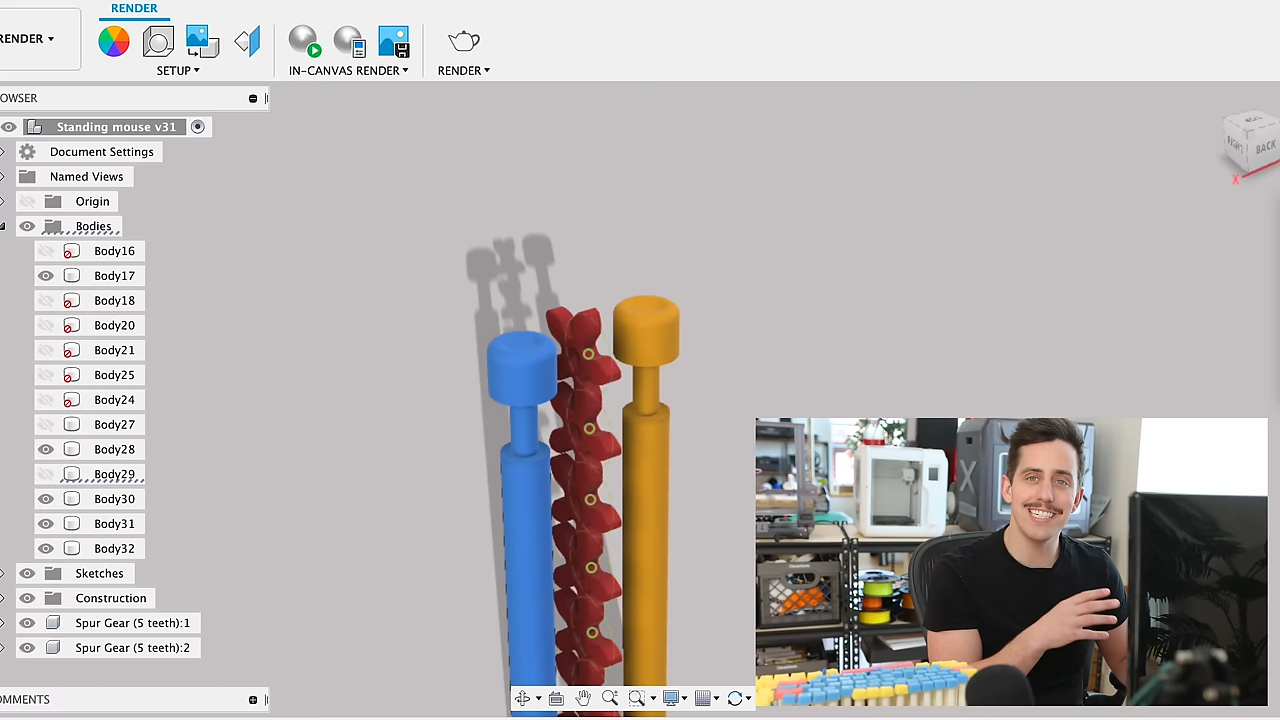 RENDER
RENDER
SETUP
IN-CANVAS RENDER
RENDER
OWSER
Standing mouse v31
Document Settings
Named Views
Origin
Bodies
Body16
Body17
Body18
Body20
Body21
Body25
Body24
Body27
Body28
Body29
Body30
Body31
Body32
Sketches
Construction
Spur Gear (5 teeth):1
Spur Gear (5 teeth):2
OMMENTS
RIGHT
BACK
X
X